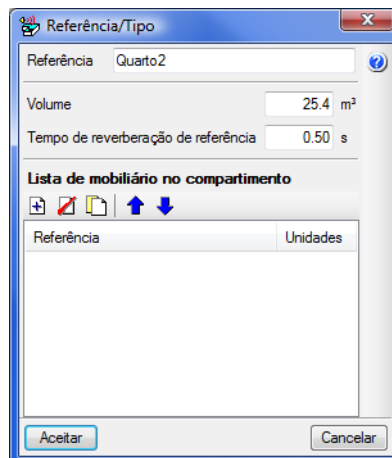 Referência/Tipo
Referência Quarto2
Volume 25.4 m³
Tempo de reverberação de referência 0.50 s
Lista de mobiliário no compartimento
Referência Unidades
Aceitar Cancelar